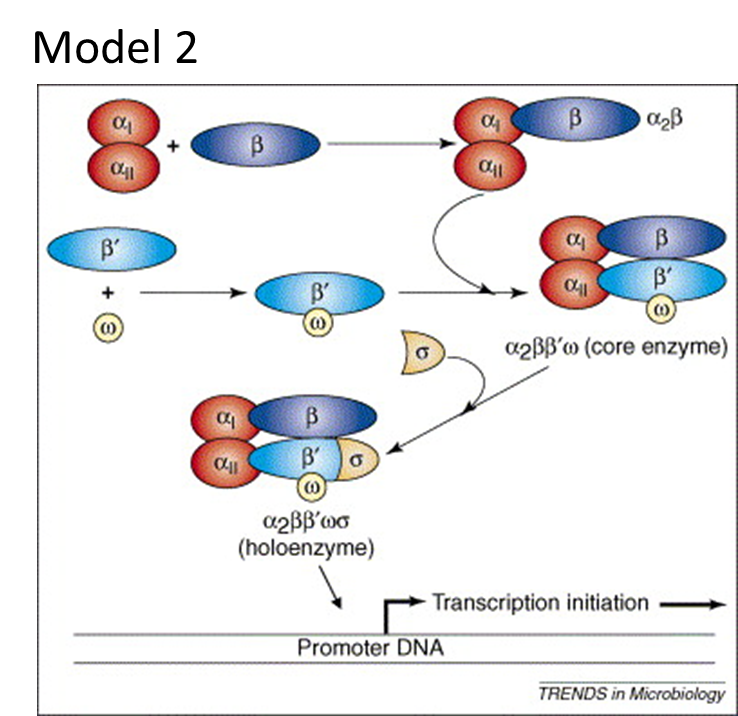 Model 2
αI
αII
+
β
αI
αII
β
α2β
β′
+
ω
β′
ω
αI
αII
β
β′
ω
α2ββ′ω (core enzyme)
σ
αI
αII
β
β′
σ
ω
α2ββ′ωσ
(holoenzyme)
Transcription initiation
Promoter DNA
TRENDS in Microbiology